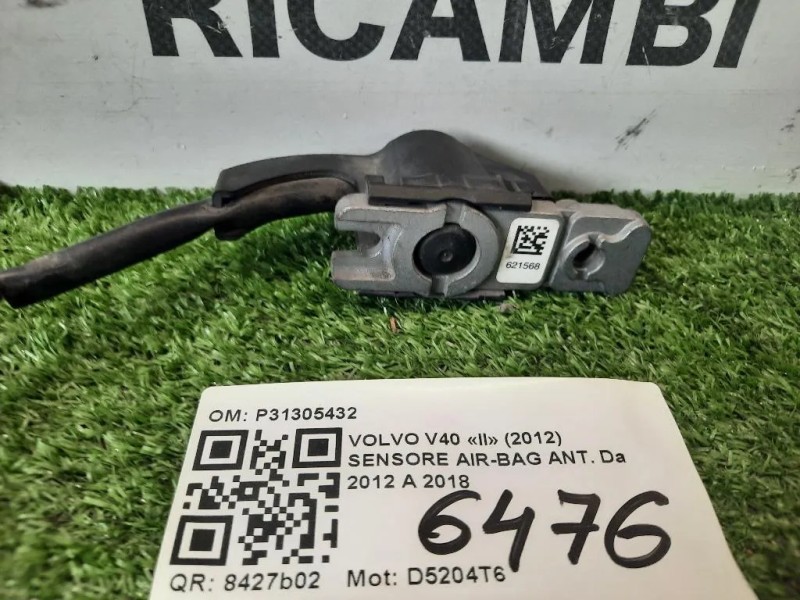 RICAMBI
621568
OM: P31305432
VOLVO V40 «II» (2012)
SENSORE AIR-BAG ANT. Da
2012 A 2018
6476
QR: 8427b02 Mot: D5204T6